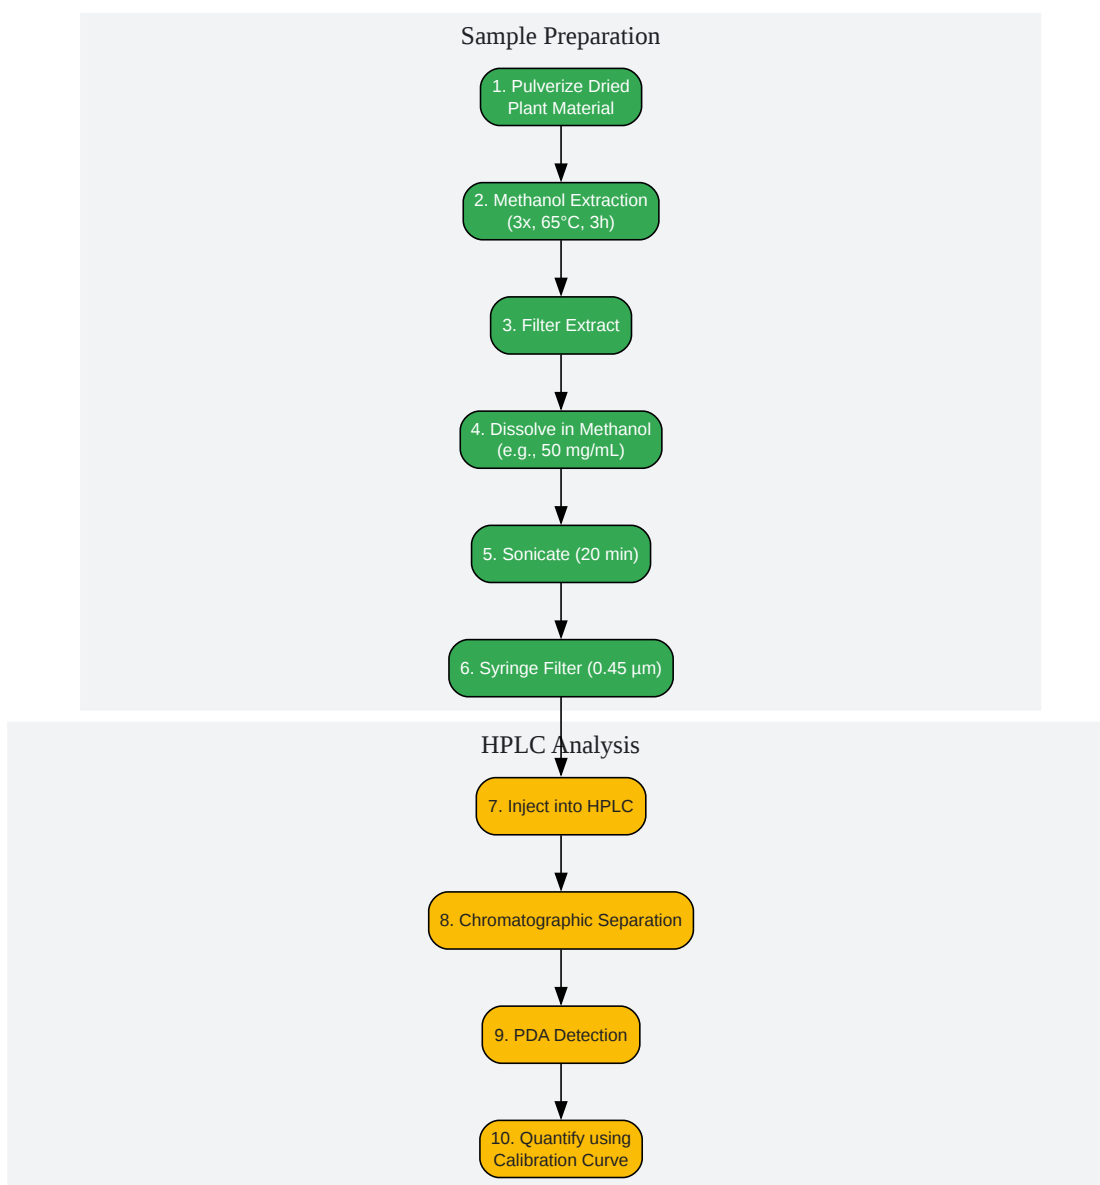 Sample Preparation
1. Pulverize Dried
Plant Material
2. Methanol Extraction
(3x, 65°C, 3h)
3. Filter Extract
4. Dissolve in Methanol
(e.g., 50 mg/mL)
5. Sonicate (20 min)
6. Syringe Filter (0.45 µm)
HPLC Analysis
7. Inject into HPLC
8. Chromatographic Separation
9. PDA Detection
10. Quantify using
Calibration Curve